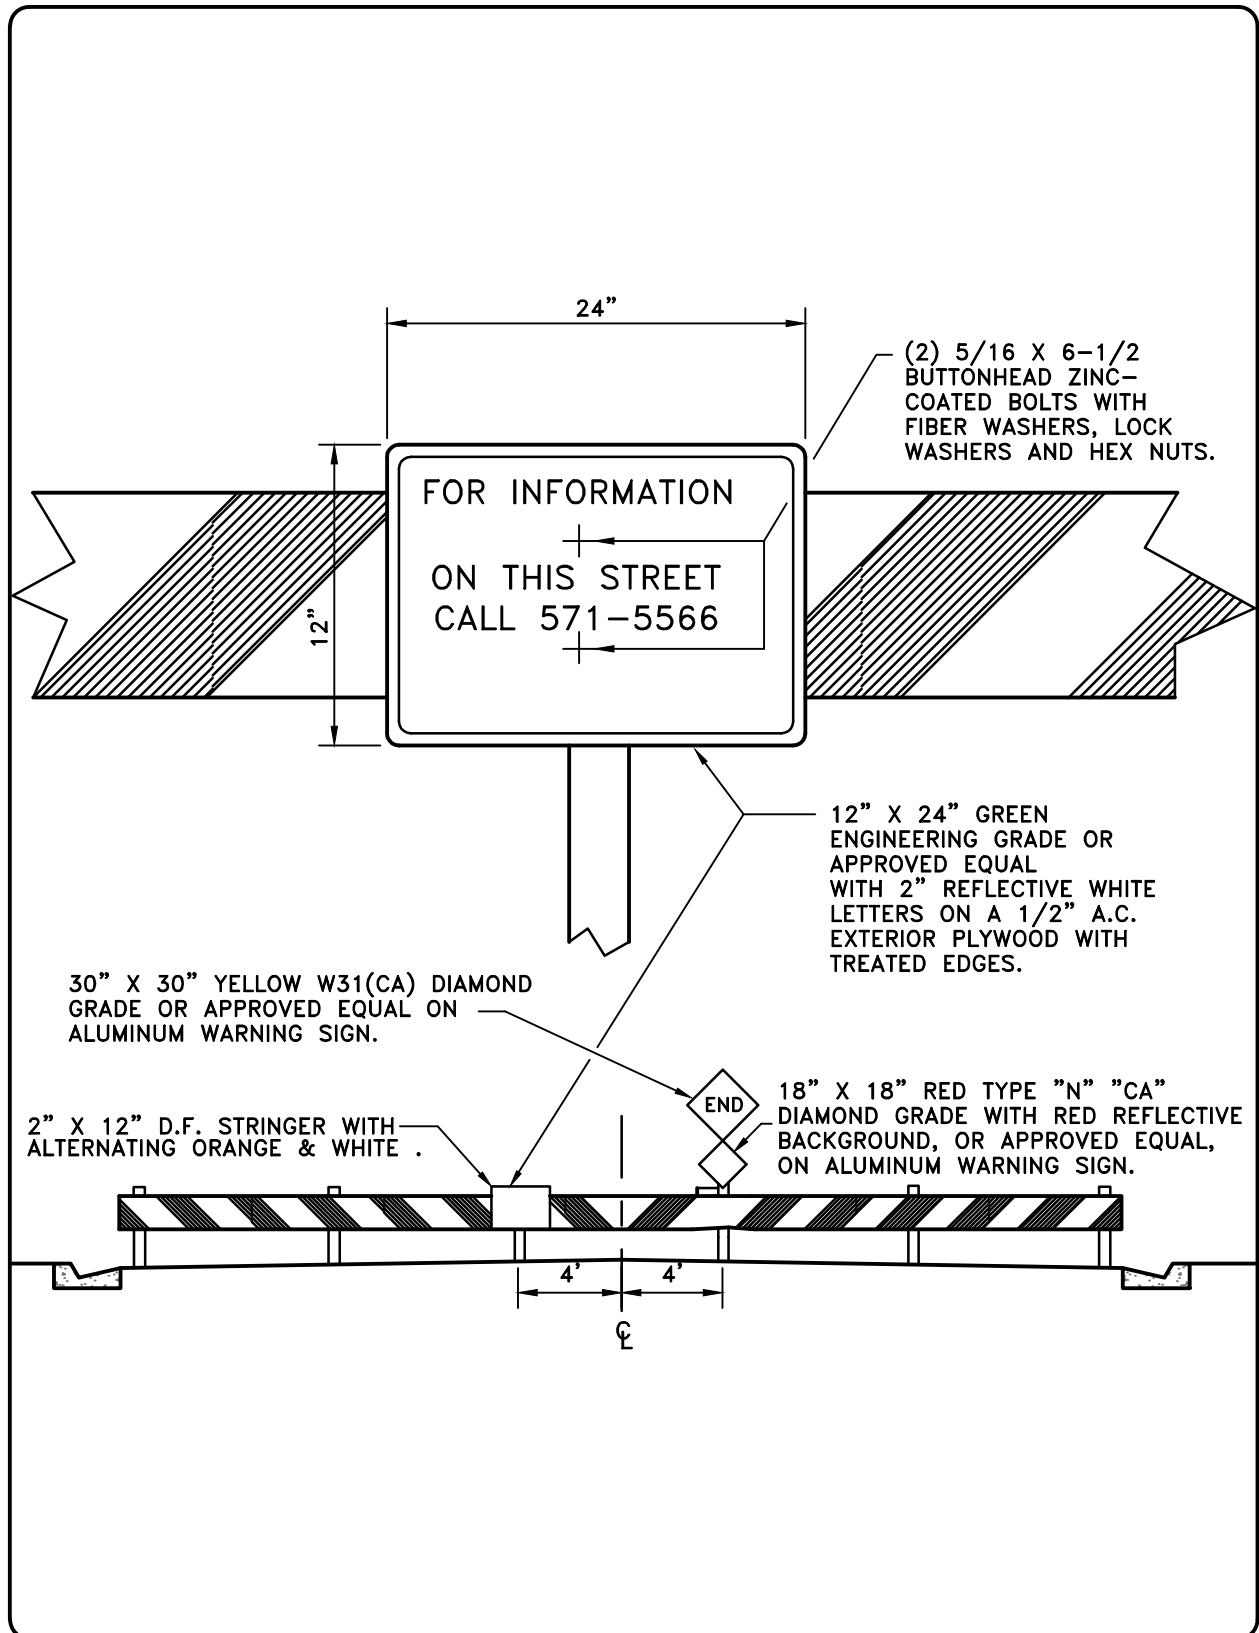 24”
(2) 5/16 X 6-1/2
BUTTONHEAD ZINC-
COATED BOLTS WITH
FIBER WASHERS, LOCK
WASHERS AND HEX NUTS.
FOR INFORMATION
ON THIS STREET
CALL 571-5566
12”
12” X 24” GREEN
ENGINEERING GRADE OR
APPROVED EQUAL
WITH 2” REFLECTIVE WHITE
LETTERS ON A 1/2” A.C.
EXTERIOR PLYWOOD WITH
TREATED EDGES.
30” X 30” YELLOW W31(CA) DIAMOND
GRADE OR APPROVED EQUAL ON
ALUMINUM WARNING SIGN.
END
18” X 18” RED TYPE "N" "CA"
DIAMOND GRADE WITH RED REFLECTIVE
BACKGROUND, OR APPROVED EQUAL,
ON ALUMINUM WARNING SIGN.
2” X 12” D.F. STRINGER WITH
ALTERNATING ORANGE & WHITE .
4’
4’
℄